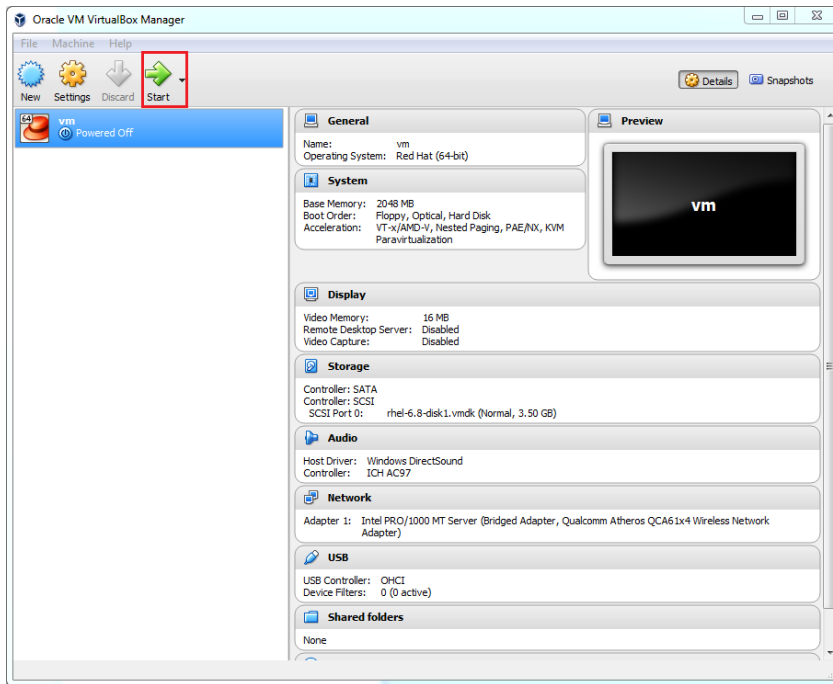 Oracle VM VirtualBox Manager
File Machine Help
New Settings Discard Start Details Snapshots
64 vm
Powered Off
General
Name: vm
Operating System: Red Hat (64-bit)
System
Base Memory: 2048 MB
Boot Order: Floppy, Optical, Hard Disk
Acceleration: VT-x/AMD-V, Nested Paging, PAE/NX, KVM
Paravirtualization
Preview
vm
Display
Video Memory: 16 MB
Remote Desktop Server: Disabled
Video Capture: Disabled
Storage
Controller: SATA
Controller: SCSI
SCSI Port 0: rhel-6.8-disk1.vmdk (Normal, 3.50 GB)
Audio
Host Driver: Windows DirectSound
Controller: ICH AC97
Network
Adapter 1: Intel PRO/1000 MT Server (Bridged Adapter, Qualcomm Atheros QCA61x4 Wireless Network
Adapter)
USB
USB Controller: OHCI
Device Filters: 0 (0 active)
Shared folders
None